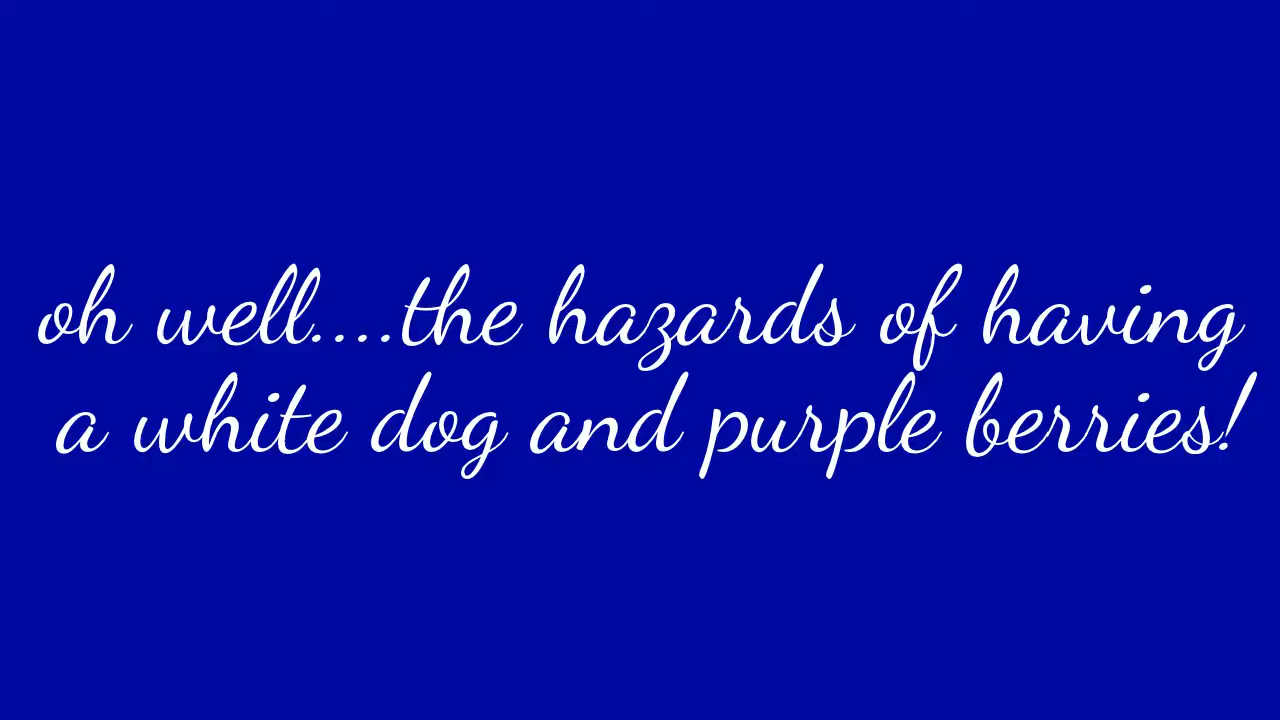 oh well....the hazards of having
a white dog and purple berries!